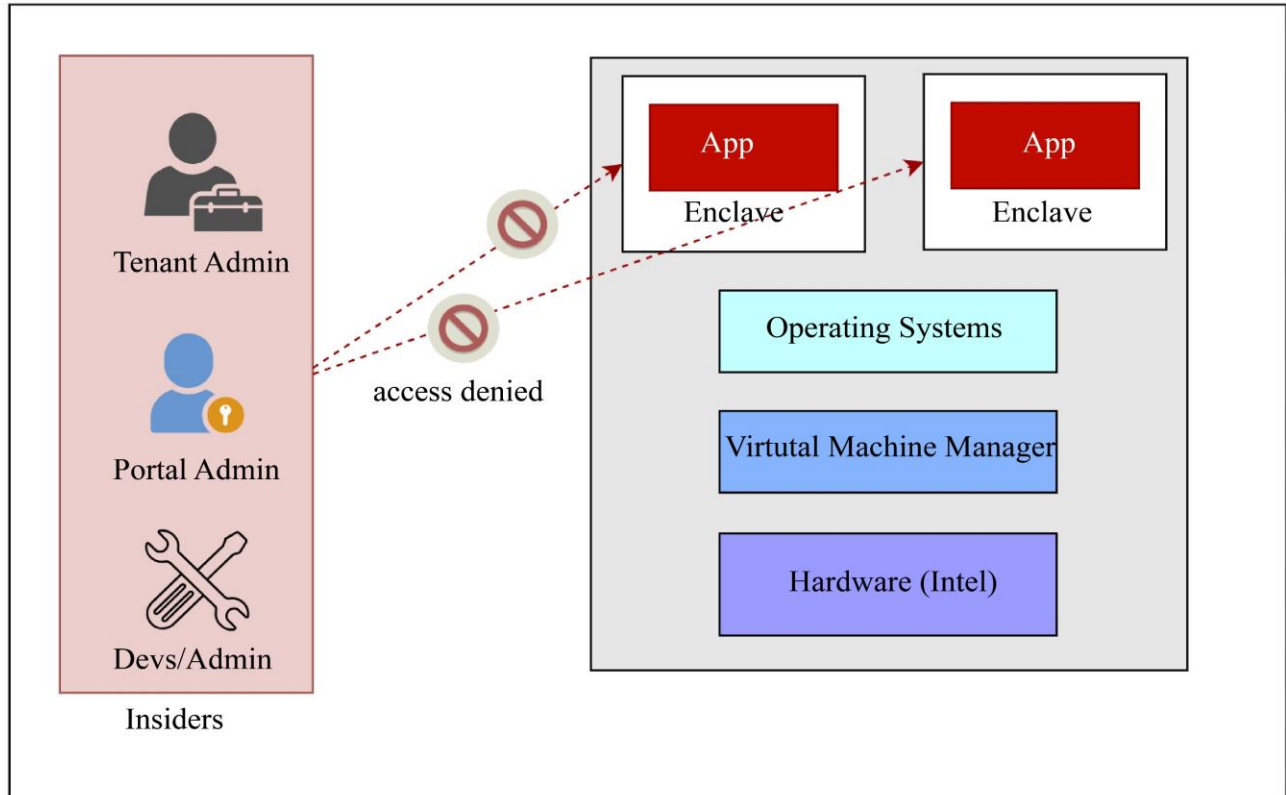 Tenant Admin
Portal Admin
Devs/Admin
Insiders
access denied
App
Enclave
App
Enclave
Operating Systems
Virtutal Machine Manager
Hardware (Intel)